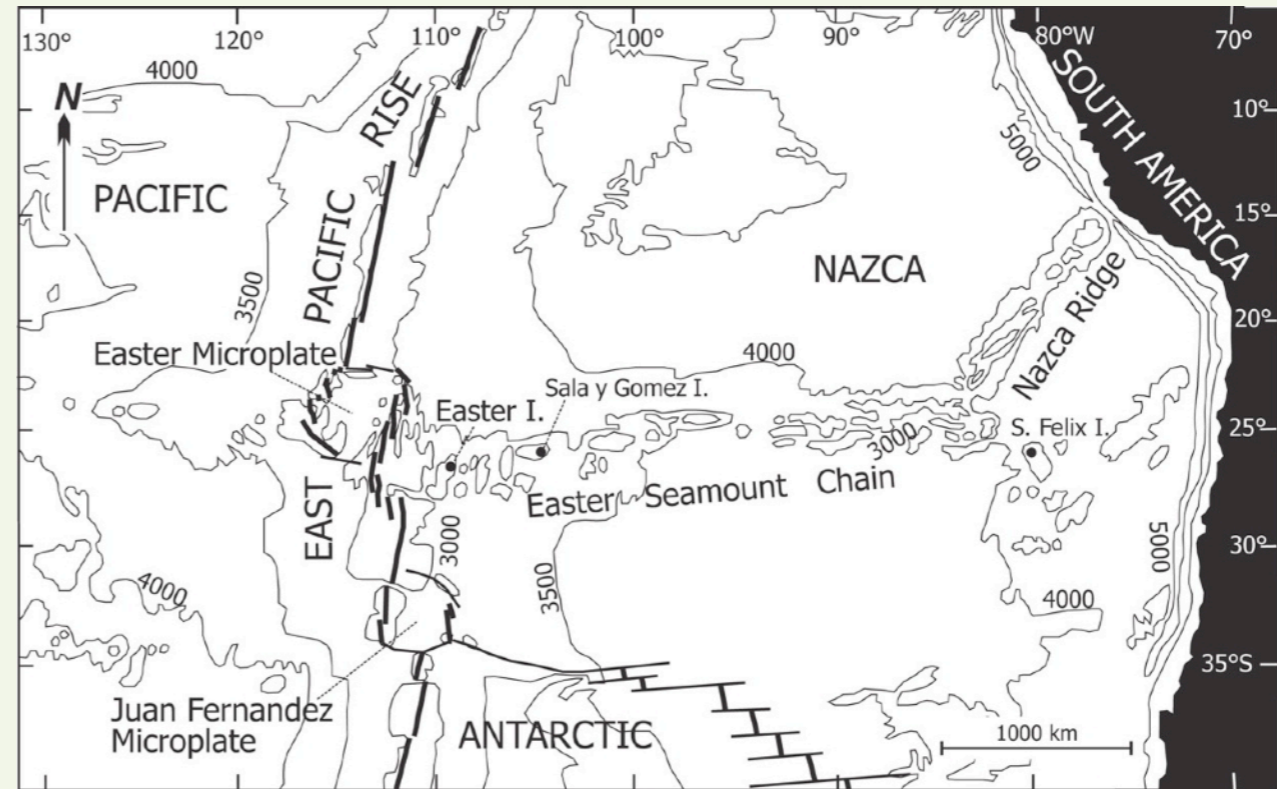 130°
120°
110°
100°
90°
80°W
70°
4000
N
RISE
SOUTH AMERICA
10°
5000
PACIFIC
PACIFIC
15°
NAZCA
3500
20°
Nazca Ridge
Easter Microplate
4000
Sala y Gomez I.
Easter I.
S. Felix I.
25°
3000
Easter Seamount Chain
EAST
3000
30°
5000
4000
3500
4000
35°S
Juan Fernandez
Microplate
ANTARCTIC
1000 km